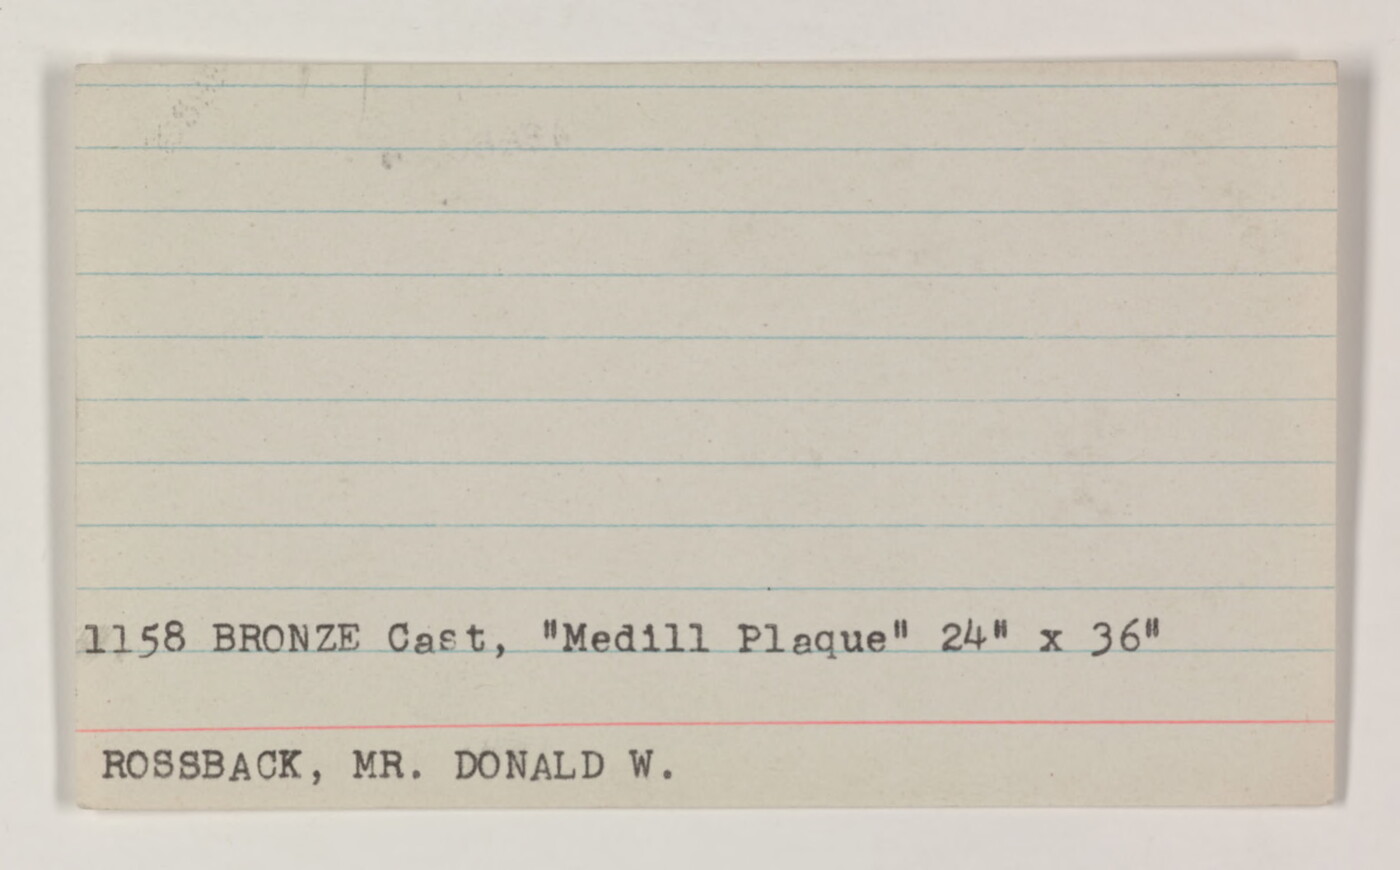 1158 BRONZE Cast, "Medill Plaque" 24" x 36"
ROSSBACK, MR. DONALD W.